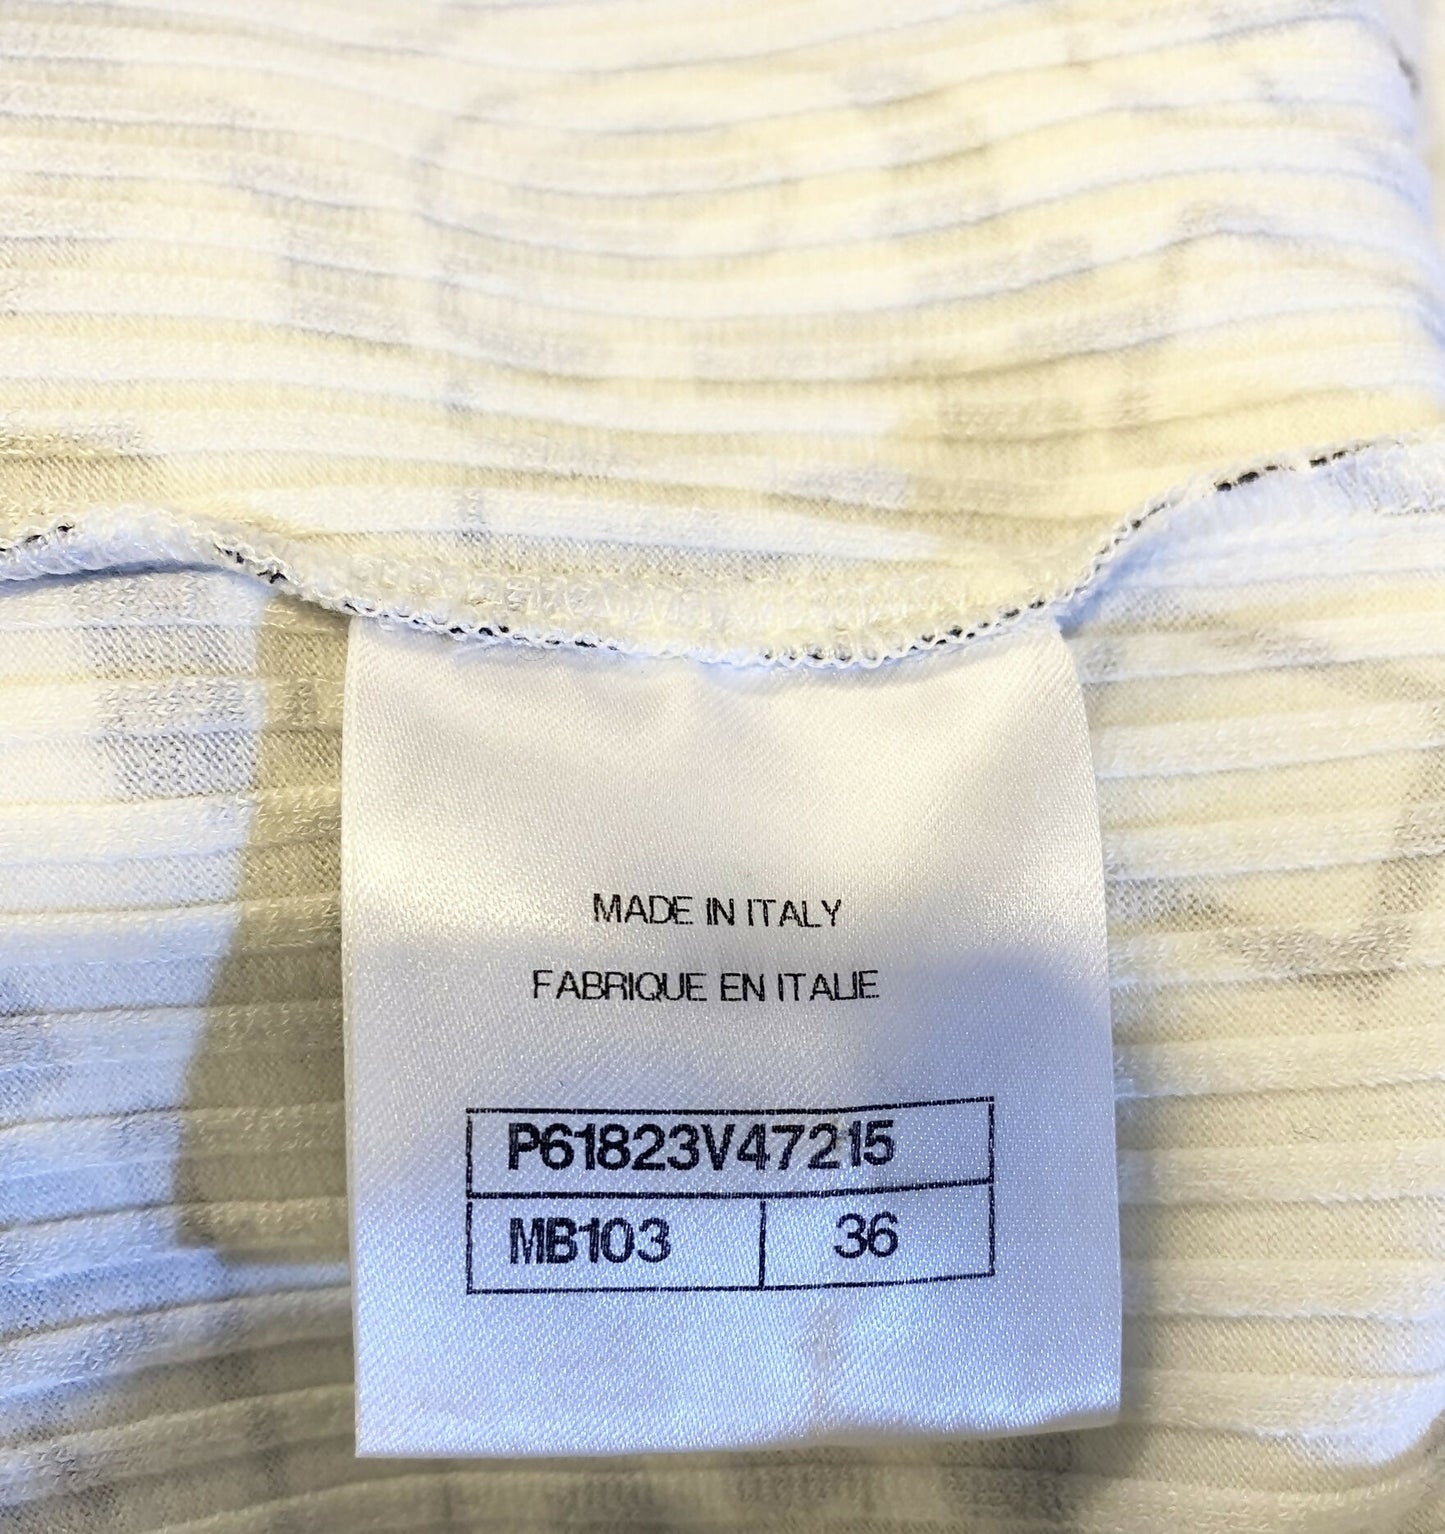 MADE IN ITALY
FABRIQUE EN ITALIE
P61823V47215
MB103 36